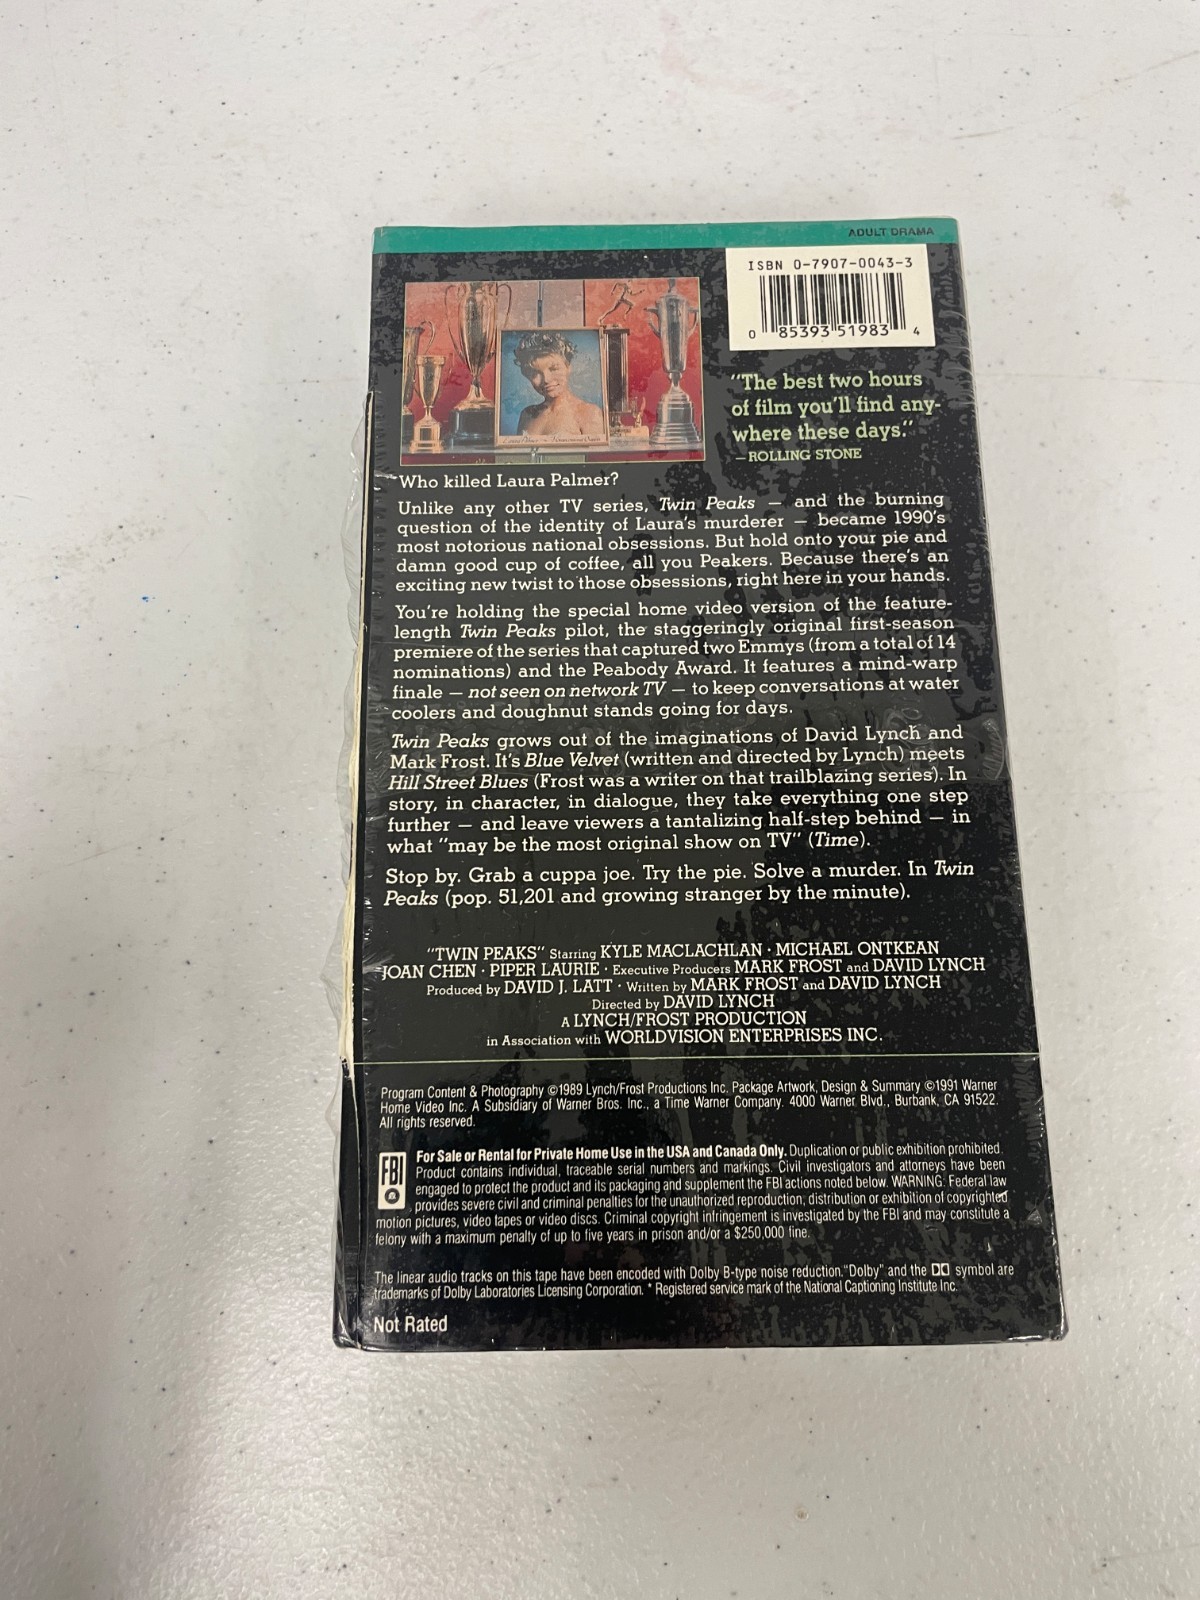 ADULT DRAMA
ISBN 0-7907-0043-3
0 85393 51983 4
"The best two hours
of film you'll find any-
where these days."
—ROLLING STONE
Who killed Laura Palmer?
Unlike any other TV series, Twin Peaks — and the burning
question of the identity of Laura's murderer — became 1990's
most notorious national obsessions. But hold onto your pie and
damn good cup of coffee, all you Peakers. Because there's an
exciting new twist to those obsessions, right here in your hands.
You're holding the special home video version of the feature-
length Twin Peaks pilot, the staggeringly original first-season
premiere of the series that captured two Emmys (from a total of 14
nominations) and the Peabody Award. It features a mind-warp
finale — not seen on network TV — to keep conversations at water
coolers and doughnut stands going for days.
Twin Peaks grows out of the imaginations of David Lynch and
Mark Frost. It's Blue Velvet (written and directed by Lynch) meets
Hill Street Blues (Frost was a writer on that trailblazing series). In
story, in character, in dialogue, they take everything one step
further — and leave viewers a tantalizing half-step behind — in
what "may be the most original show on TV" (Time).
Stop by. Grab a cuppa joe. Try the pie. Solve a murder. In Twin
Peaks (pop. 51,201 and growing stranger by the minute).
"TWIN PEAKS" Starring KYLE MACLACHLAN · MICHAEL ONTKEAN
JOAN CHEN · PIPER LAURIE · Executive Producers MARK FROST and DAVID LYNCH
Produced by DAVID J. LATT · Written by MARK FROST and DAVID LYNCH
Directed by DAVID LYNCH
A LYNCH/FROST PRODUCTION
in Association with WORLDVISION ENTERPRISES INC.
Program Content & Photography ©1989 Lynch/Frost Productions Inc. Package Artwork, Design & Summary ©1991 Warner
Home Video Inc. A Subsidiary of Warner Bros. Inc., a Time Warner Company. 4000 Warner Blvd., Burbank, CA 91522.
All rights reserved.
FBI
For Sale or Rental for Private Home Use in the USA and Canada Only. Duplication or public exhibition prohibited.
Product contains individual, traceable serial numbers and markings. Civil investigators and attorneys have been
engaged to protect the product and its packaging and supplement the FBI actions noted below. WARNING: Federal law
provides severe civil and criminal penalties for the unauthorized reproduction, distribution or exhibition of copyrighted
motion pictures, video tapes or video discs. Criminal copyright infringement is investigated by the FBI and may constitute a
felony with a maximum penalty of up to five years in prison and/or a $250,000 fine.
The linear audio tracks on this tape have been encoded with Dolby B-type noise reduction. "Dolby" and the symbol are
trademarks of Dolby Laboratories Licensing Corporation. * Registered service mark of the National Captioning Institute Inc.
Not Rated